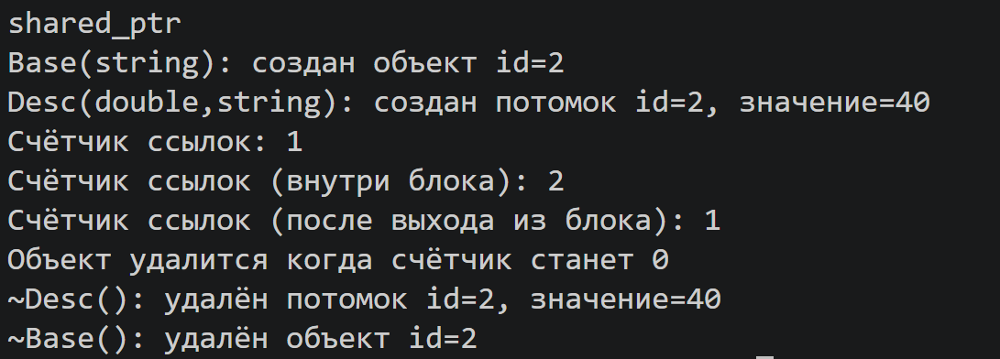 shared_ptr
Base(string): создан объект id=2
Desc(double,string): создан потомок id=2, значение=40
Счётчик ссылок: 1
Счётчик ссылок (внутри блока): 2
Счётчик ссылок (после выхода из блока): 1
Объект удалится когда счётчик станет 0
~Desc(): удалён потомок id=2, значение=40
~Base(): удалён объект id=2